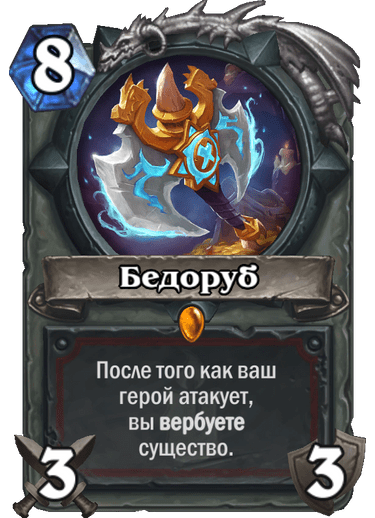 8
Бедоруб
После того как ваш
герой атакует,
вы вербуете
существо.
3
3